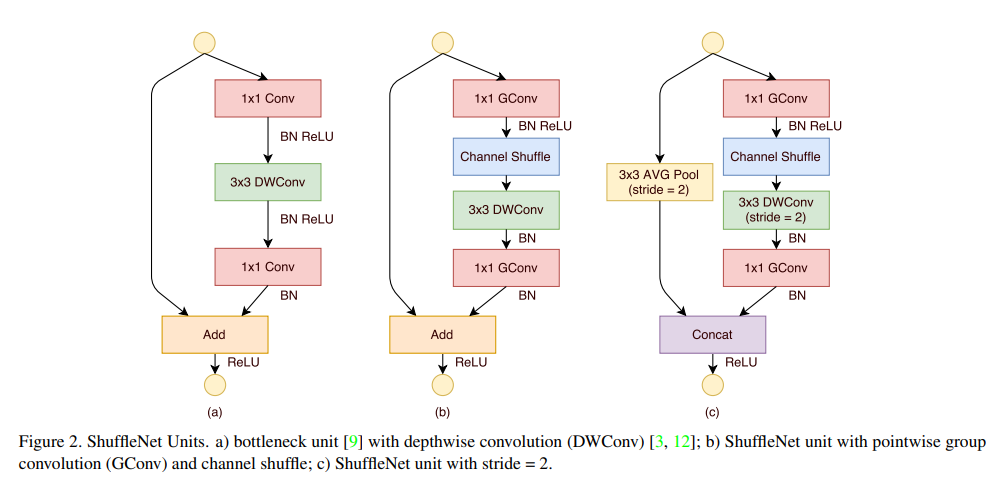 1x1 Conv
BN ReLU
3x3 DWConv
BN ReLU
1x1 Conv
BN
Add
ReLU
(a)
1x1 GConv
BN ReLU
Channel Shuffle
3x3 DWConv
BN
1x1 GConv
BN
Add
ReLU
(b)
1x1 GConv
BN ReLU
Channel Shuffle
3x3 AVG Pool
(stride = 2)
3x3 DWConv
(stride = 2)
BN
1x1 GConv
BN
Concat
ReLU
(c)
Figure 2. ShuffleNet Units. a) bottleneck unit [9] with depthwise convolution (DWConv) [3, 12]; b) ShuffleNet unit with pointwise group
convolution (GConv) and channel shuffle; c) ShuffleNet unit with stride = 2.